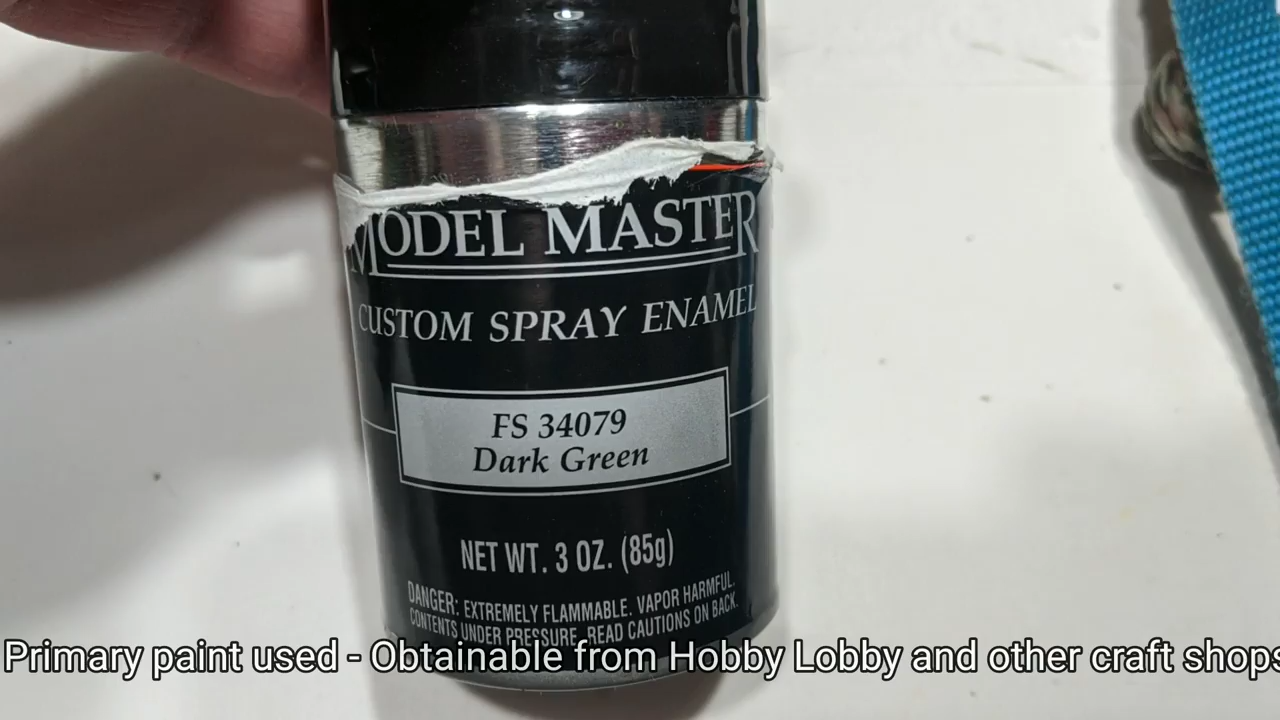 MODEL MASTER
CUSTOM SPRAY ENAMEL
FS 34079
Dark Green
NET WT. 3 OZ. (85g)
DANGER: EXTREMELY FLAMMABLE. VAPOR HARMFUL.
CONTENTS UNDER PRESSURE. READ CAUTIONS ON BACK.
Primary paint used - Obtainable from Hobby Lobby and other craft shops